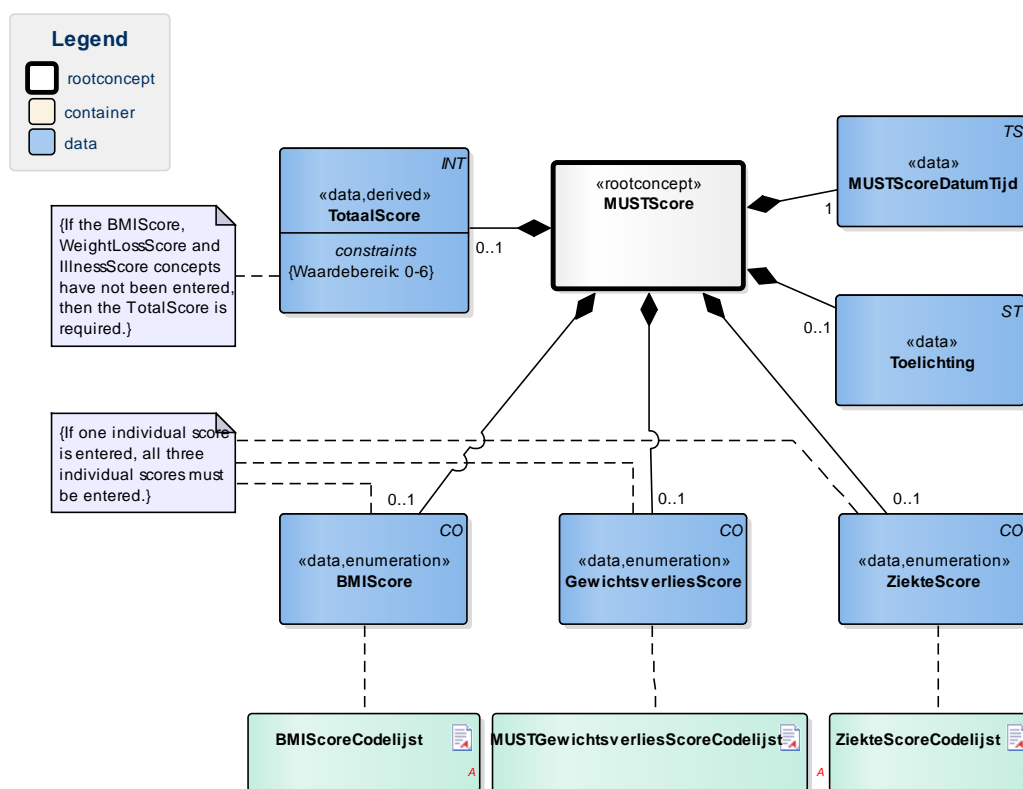 Legend
rootconcept
container
data
TS
«data»
MUSTScoreDatumTijd
1
INT
«data,derived»
TotaalScore
constraints
{Waardebereik: 0-6}
0..1
«rootconcept»
MUSTScore
{If the BMIScore,
WeightLossScore and
IllnessScore concepts
have not been entered,
then the TotalScore is
required.}
ST
«data»
Toelichting
0..1
{If one individual score
is entered, all three
individual scores must
be entered.}
0..1
0..1
0..1
CO
«data,enumeration»
BMIScore
CO
«data,enumeration»
GewichtsverliesScore
CO
«data,enumeration»
ZiekteScore
BMIScoreCodelijst
A
MUSTGewichtsverliesScoreCodelijst
A
ZiekteScoreCodelijst